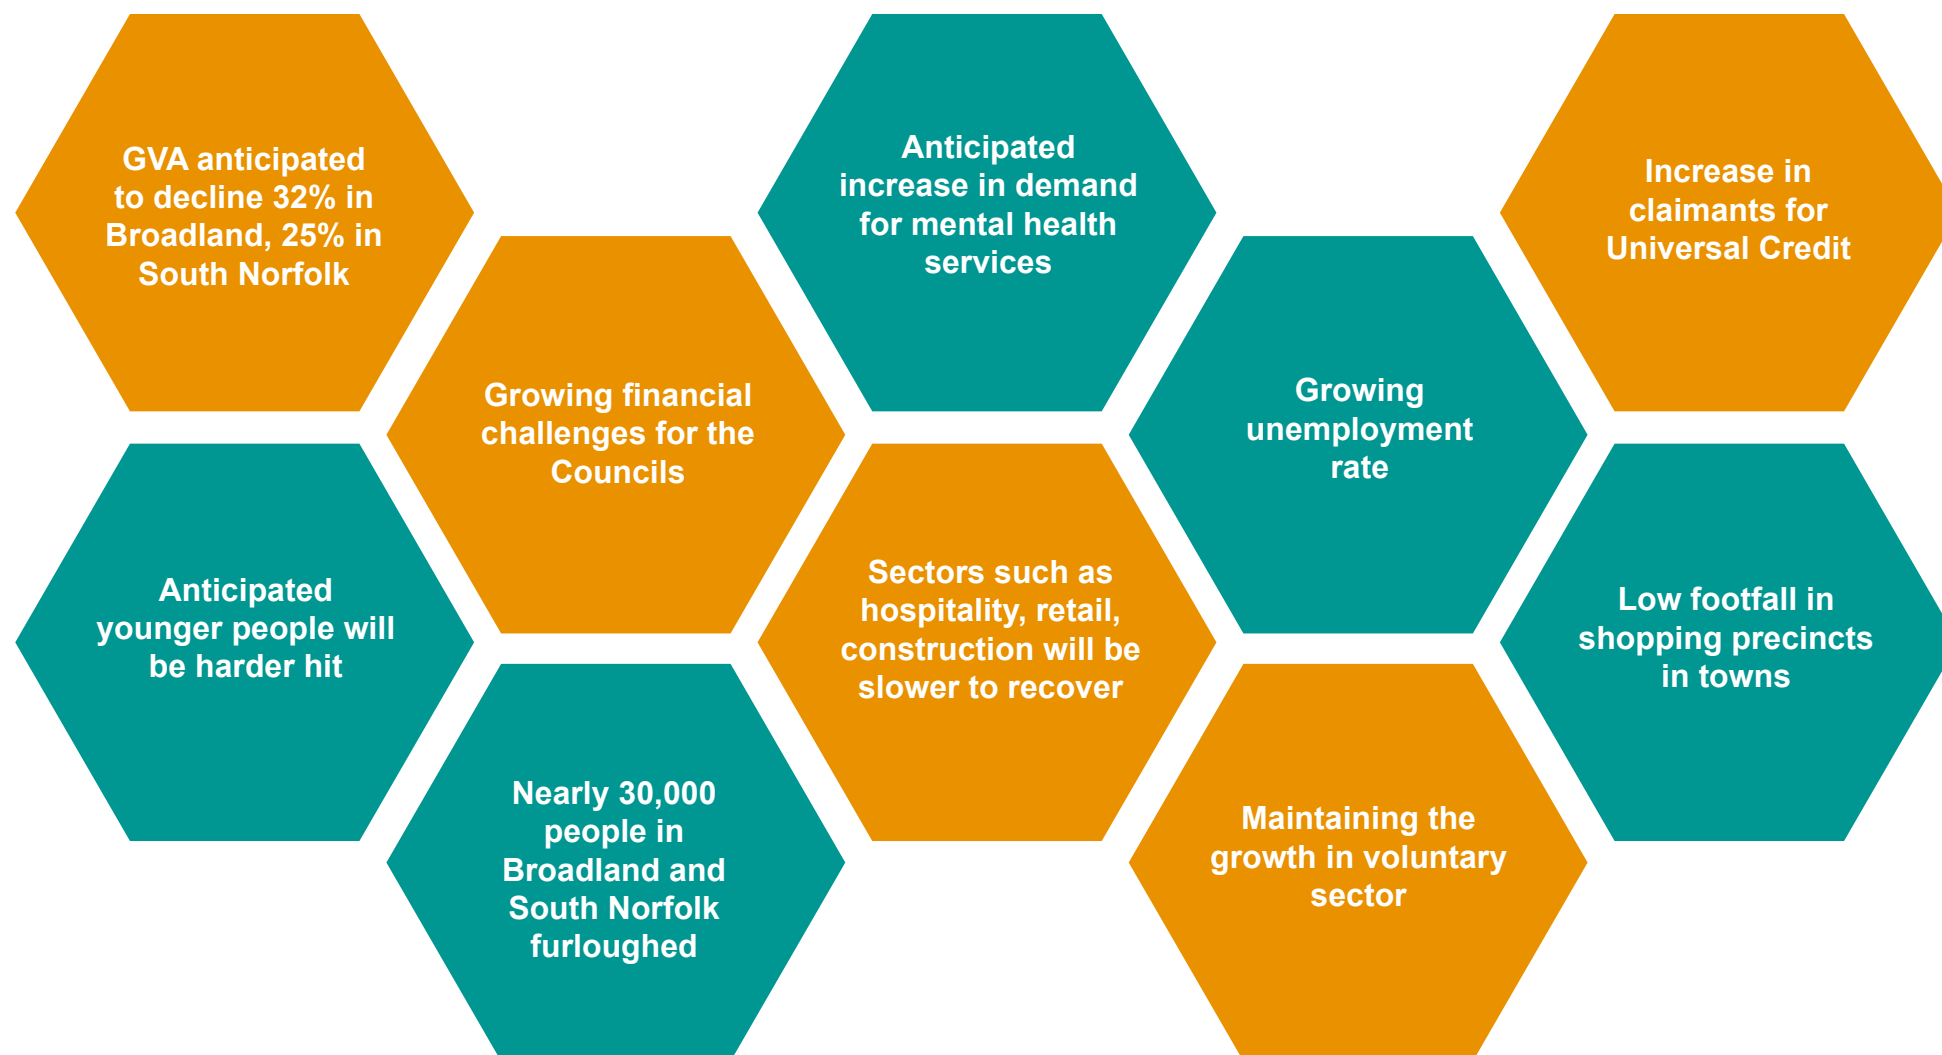 GVA anticipated
to decline 32% in
Broadland, 25% in
South Norfolk
Anticipated
increase in demand
for mental health
services
Increase in
claimants for
Universal Credit
Growing financial
challenges for the
Councils
Growing
unemployment
rate
Anticipated
younger people will
be harder hit
Sectors such as
hospitality, retail,
construction will be
slower to recover
Low footfall in
shopping precincts
in towns
Nearly 30,000
people in
Broadland and
South Norfolk
furloughed
Maintaining the
growth in voluntary
sector